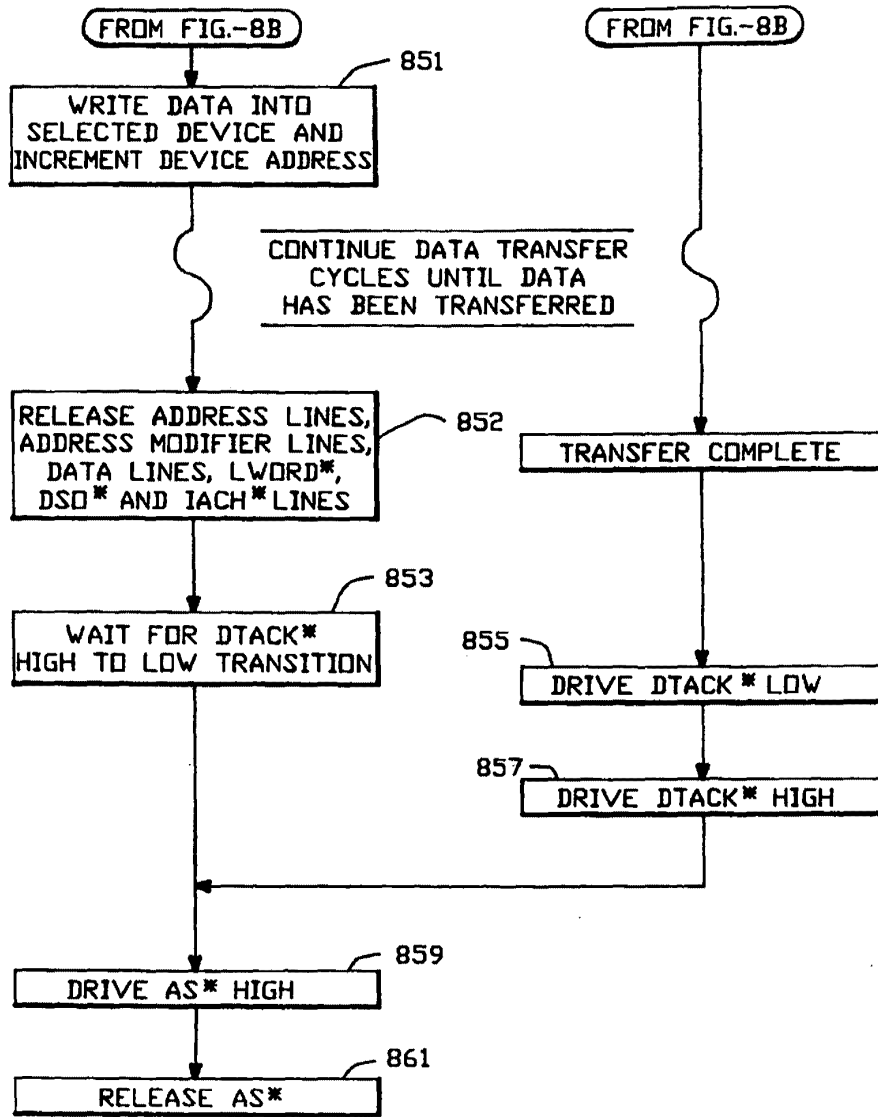 FROM FIG.-8B
FROM FIG.-8B
851
WRITE DATA INTO
SELECTED DEVICE AND
INCREMENT DEVICE ADDRESS
CONTINUE DATA TRANSFER
CYCLES UNTIL DATA
HAS BEEN TRANSFERRED
RELEASE ADDRESS LINES,
ADDRESS MODIFIER LINES,
DATA LINES, LWORD*,
DSO* AND IACH* LINES
852
TRANSFER COMPLETE
853
WAIT FOR DTACK*
HIGH TO LOW TRANSITION
855
DRIVE DTACK* LOW
857
DRIVE DTACK* HIGH
859
DRIVE AS* HIGH
861
RELEASE AS*